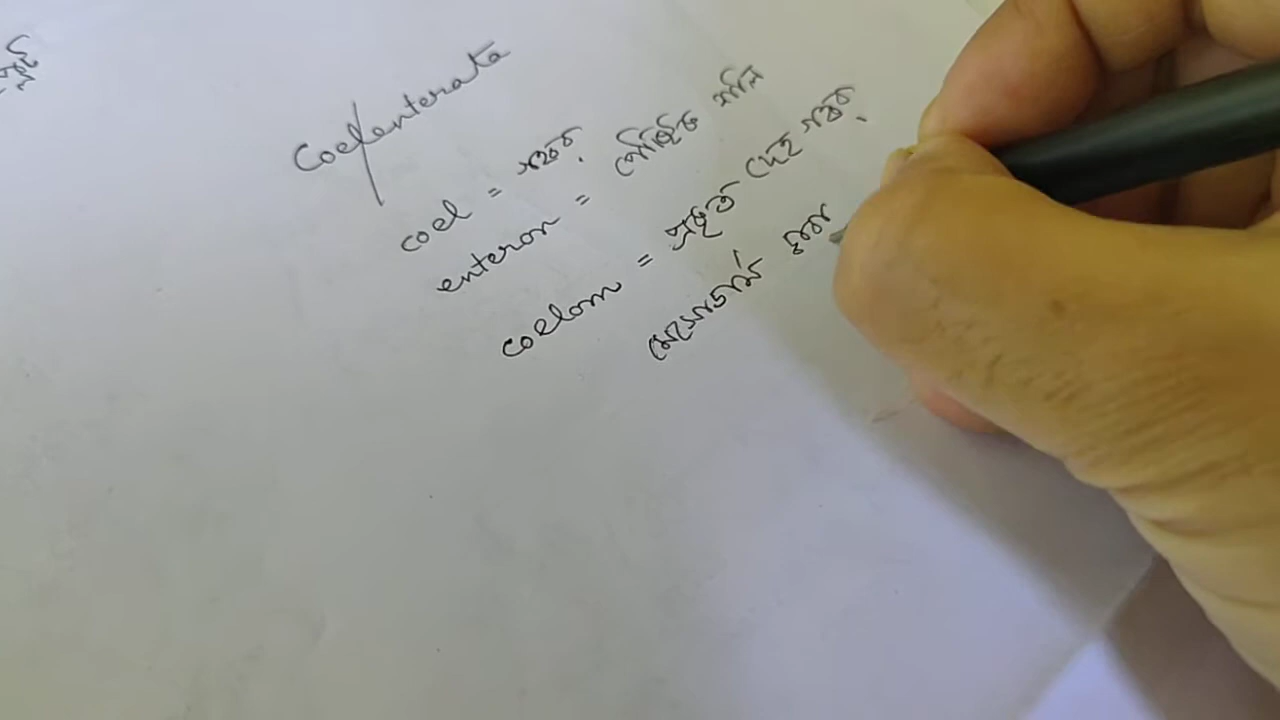 Coelenterata
coel = গহ্বর
enteron = পৌষ্টিক নালি
coelom = প্রকৃত দেহ গহ্বর
মেসোডার্ম